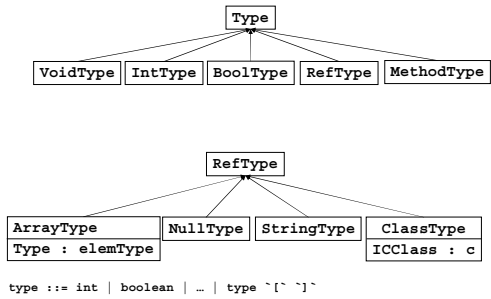 Type
VoidType IntType BoolType RefType MethodType
RefType
ArrayType NullType StringType ClassType
Type : elemType ICClass : c
type ::= int | boolean | … | type `[` `]`